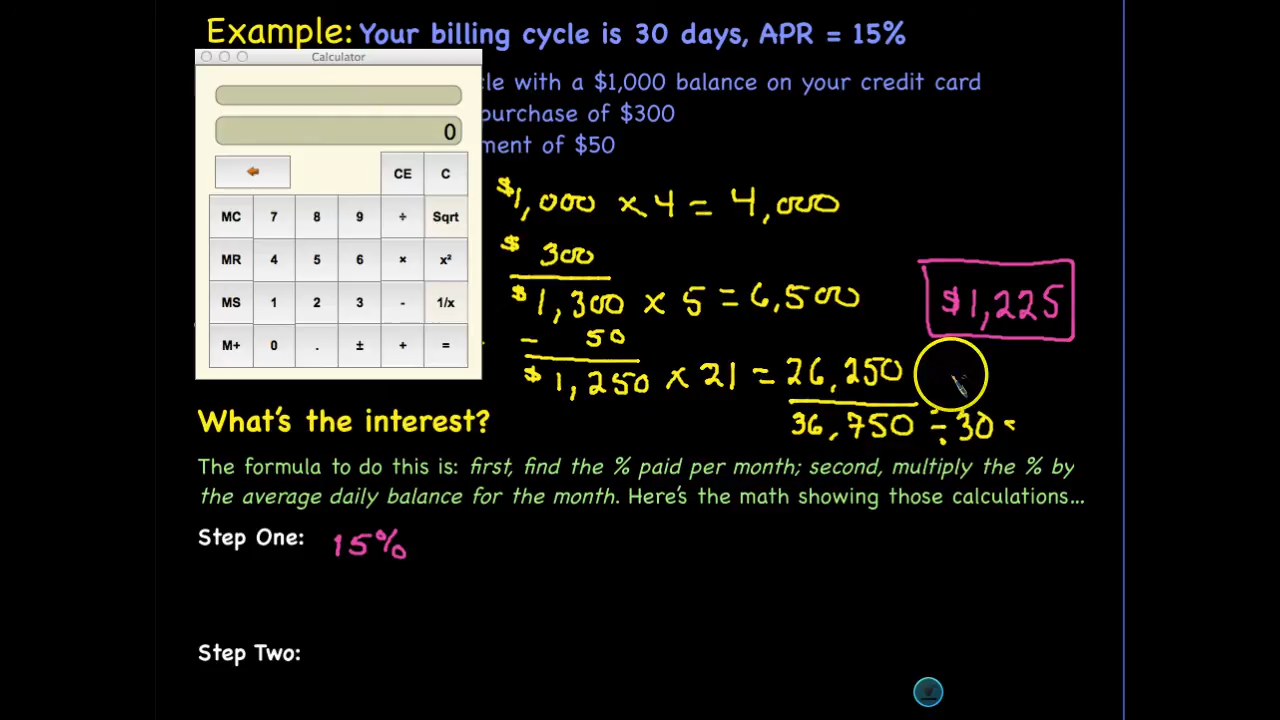 Example: Your billing cycle is 30 days, APR = 15%
Calculator
cle with a $1,000 balance on your credit card
purchase of $300
ment of $50
0
CE C
MC 7 8 9 ÷ Sqrt
MR 4 5 6 × x²
MS 1 2 3 - 1/x
M+ 0 . ± + =
$1,000 × 4 = 4,000
$ 300
$1,300 × 5 = 6,500
- 50
$1,250 × 21 = 26,250
36,750 ÷ 30 =
$1,225
What's the interest?
The formula to do this is: first, find the % paid per month; second, multiply the % by
the average daily balance for the month. Here's the math showing those calculations...
Step One: 15%
Step Two: